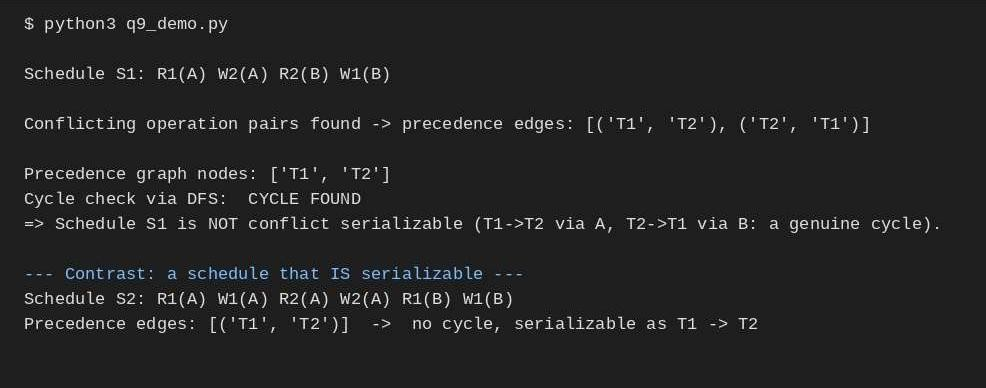 $ python3 q9_demo.py
Schedule S1: R1(A) W2(A) R2(B) W1(B)
Conflicting operation pairs found -> precedence edges: [('T1', 'T2'), ('T2', 'T1')]
Precedence graph nodes: ['T1', 'T2']
Cycle check via DFS:  CYCLE FOUND
=> Schedule S1 is NOT conflict serializable (T1->T2 via A, T2->T1 via B: a genuine cycle).
--- Contrast: a schedule that IS serializable ---
Schedule S2: R1(A) W1(A) R2(A) W2(A) R1(B) W1(B)
Precedence edges: [('T1', 'T2')]  ->  no cycle, serializable as T1 -> T2